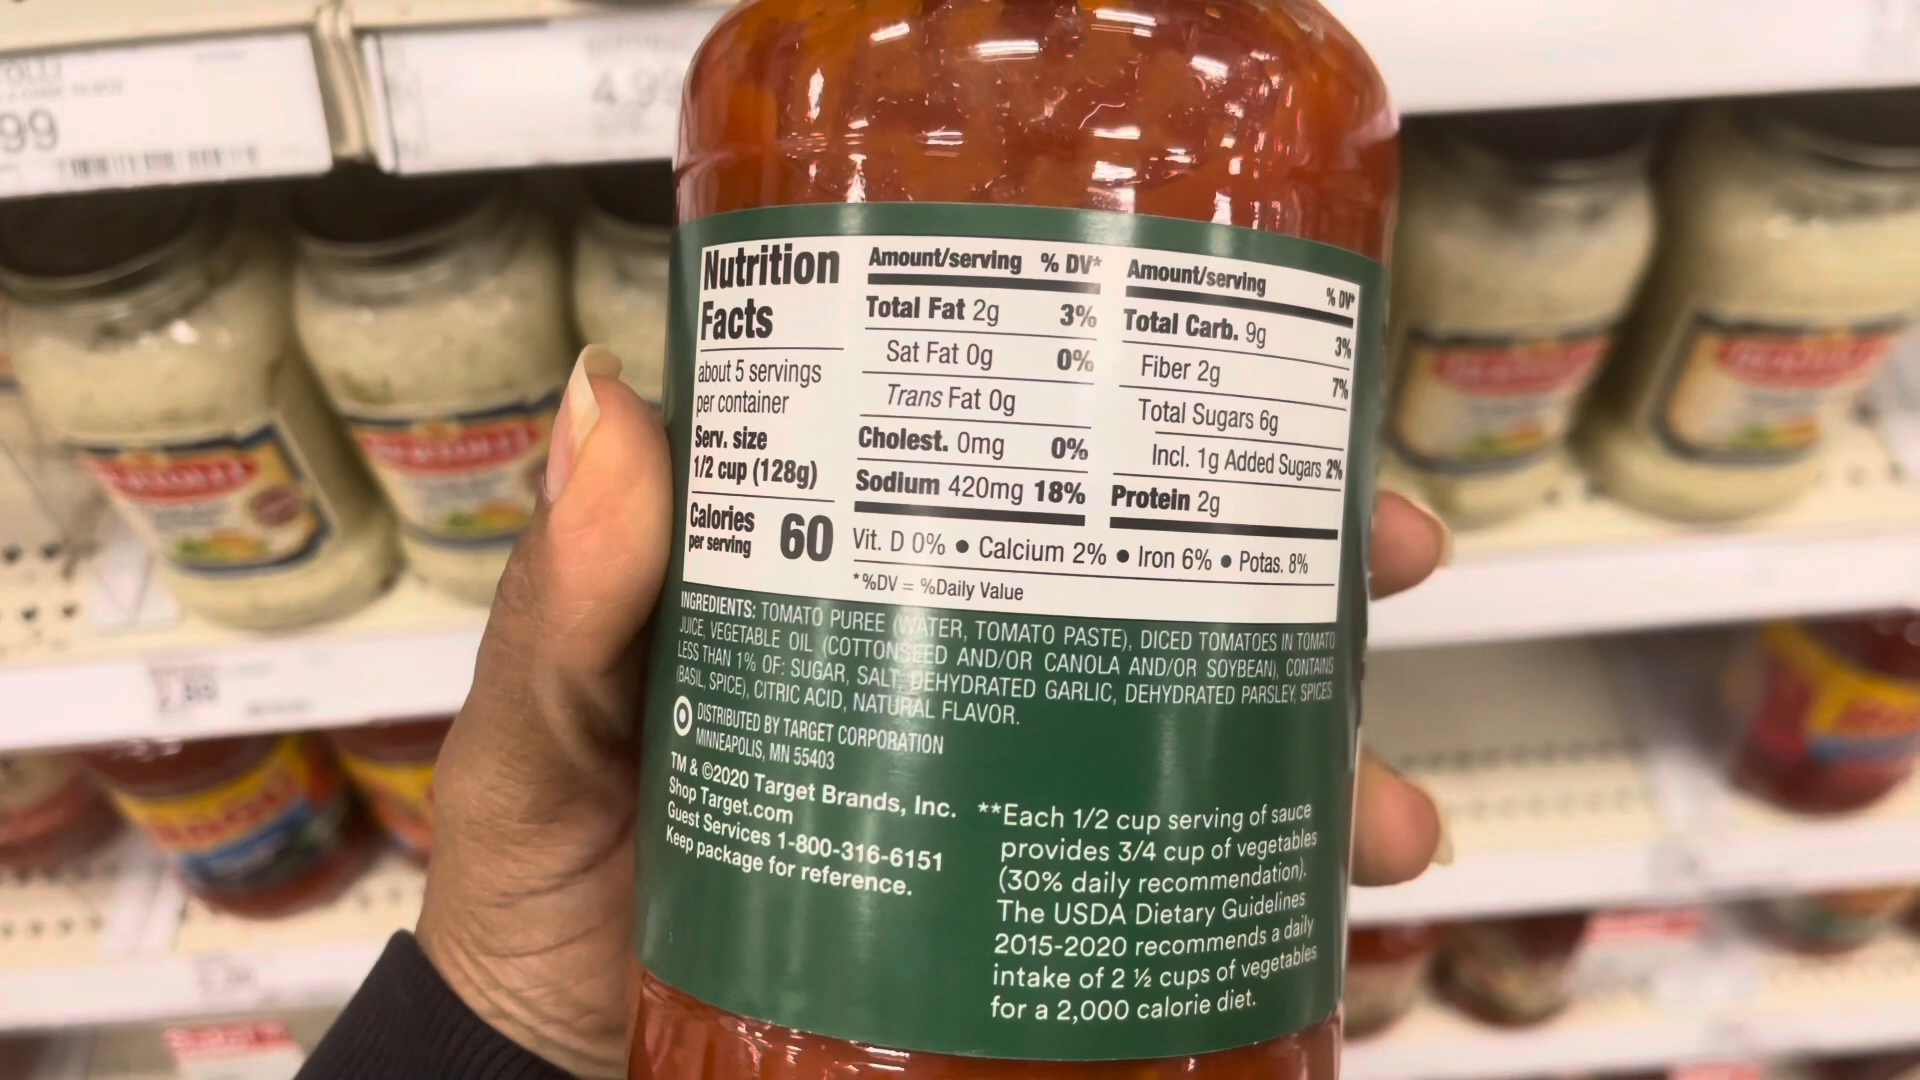 99
4.99
Nutrition
Facts
about 5 servings
per container
Serv. size
1/2 cup (128g)
Calories
per serving
60
Amount/serving % DV*
Total Fat 2g 3%
Sat Fat 0g 0%
Trans Fat 0g
Cholest. 0mg 0%
Sodium 420mg 18%
Amount/serving % DV*
Total Carb. 9g 3%
Fiber 2g 7%
Total Sugars 6g
Incl. 1g Added Sugars 2%
Protein 2g
Vit. D 0% ● Calcium 2% ● Iron 6% ● Potas. 8%
*%DV = %Daily Value
INGREDIENTS: TOMATO PUREE (WATER, TOMATO PASTE), DICED TOMATOES IN TOMATO
JUICE, VEGETABLE OIL (COTTONSEED AND/OR CANOLA AND/OR SOYBEAN), CONTAINS
LESS THAN 1% OF: SUGAR, SALT, DEHYDRATED GARLIC, DEHYDRATED PARSLEY, SPICES
(BASIL, SPICE), CITRIC ACID, NATURAL FLAVOR.
DISTRIBUTED BY TARGET CORPORATION
MINNEAPOLIS, MN 55403
TM & ©2020 Target Brands, Inc.
Shop Target.com
Guest Services 1-800-316-6151
Keep package for reference.
**Each 1/2 cup serving of sauce
provides 3/4 cup of vegetables
(30% daily recommendation).
The USDA Dietary Guidelines
2015-2020 recommends a daily
intake of 2 ½ cups of vegetables
for a 2,000 calorie diet.